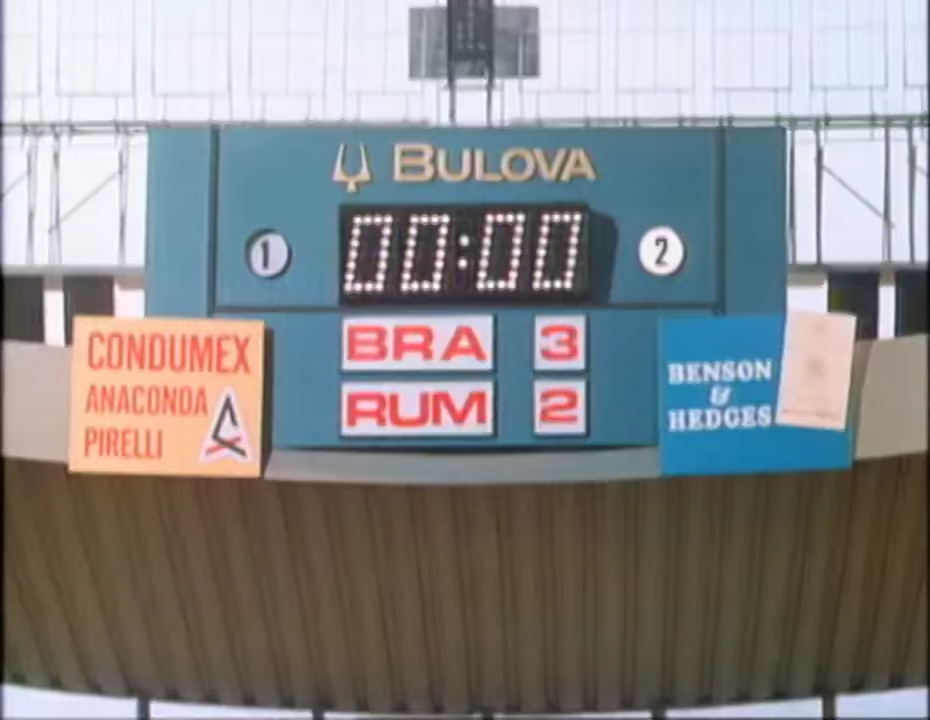 BULOVA
1
00:00
2
BRA 3
RUM 2
CONDUMEX
ANACONDA
PIRELLI
BENSON
&
HEDGES